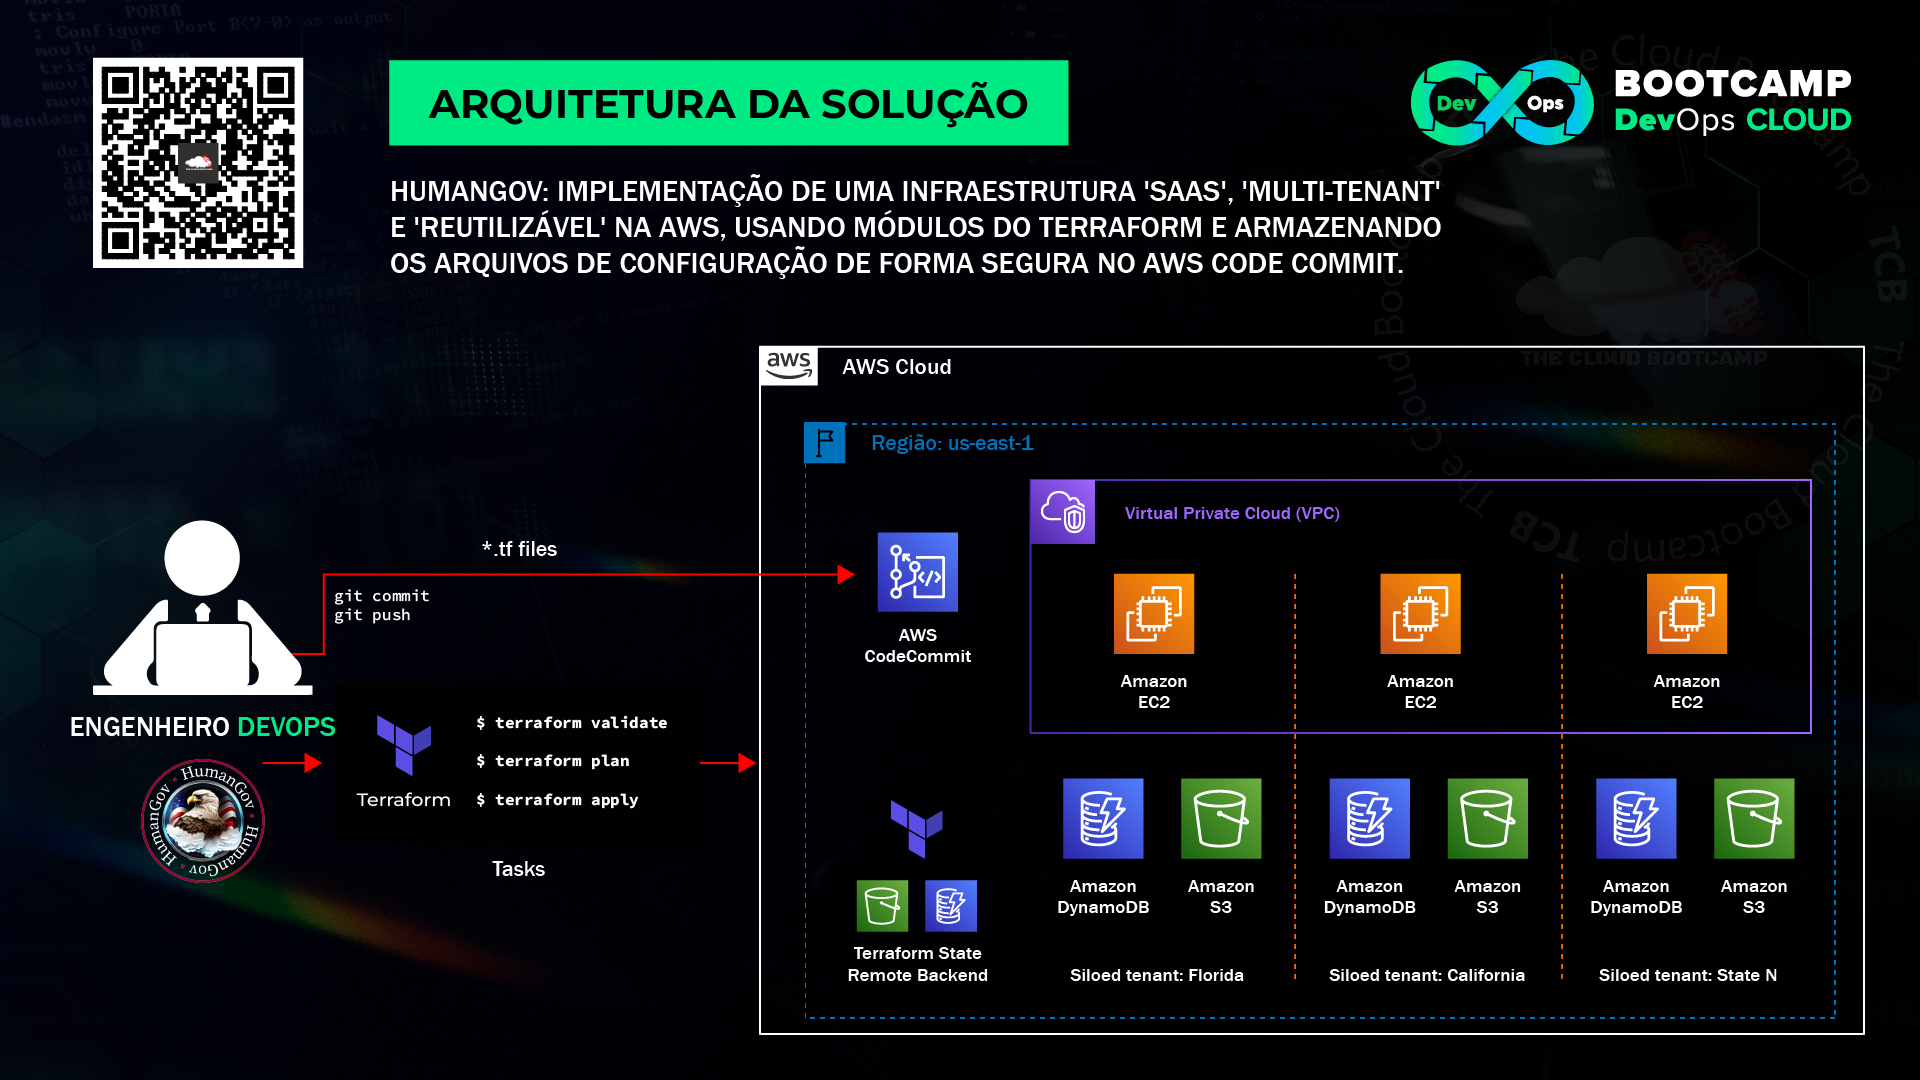 ARQUITETURA DA SOLUÇÃO
Dev Ops
BOOTCAMP
DevOps CLOUD
HUMANGOV: IMPLEMENTAÇÃO DE UMA INFRAESTRUTURA 'SAAS', 'MULTI-TENANT'
E 'REUTILIZÁVEL' NA AWS, USANDO MÓDULOS DO TERRAFORM E ARMAZENANDO
OS ARQUIVOS DE CONFIGURAÇÃO DE FORMA SEGURA NO AWS CODE COMMIT.
THE CLOUD BOOTCAMP
aws
AWS Cloud
Região: us-east-1
Virtual Private Cloud (VPC)
*.tf files
git commit
git push
AWS
CodeCommit
Amazon
EC2
Amazon
EC2
Amazon
EC2
ENGENHEIRO DEVOPS
HumanGov HumanGov HumanGov HumanGov
Terraform
$ terraform validate
$ terraform plan
$ terraform apply
Tasks
Terraform State
Remote Backend
Amazon
DynamoDB
Amazon
S3
Amazon
DynamoDB
Amazon
S3
Amazon
DynamoDB
Amazon
S3
Siloed tenant: Florida
Siloed tenant: California
Siloed tenant: State N